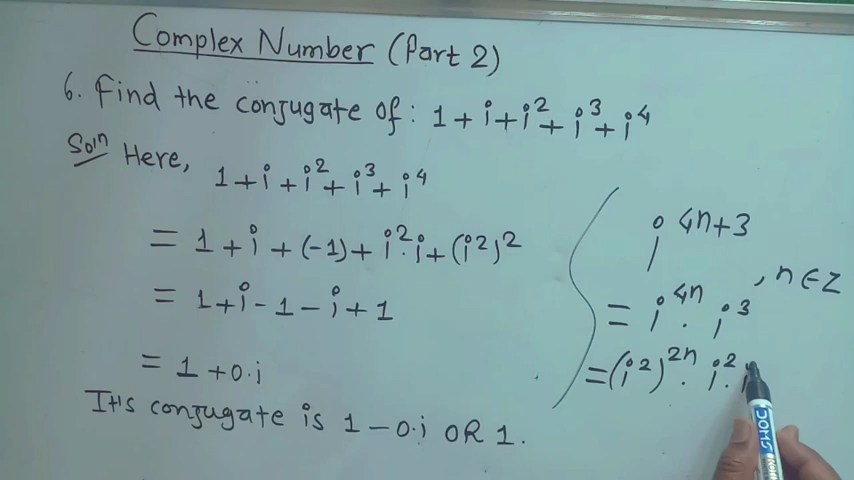 Complex Number (Part 2)
6. Find the conjugate of: 1 + i + i² + i³ + i⁴
Solⁿ Here,
1 + i + i² + i³ + i⁴
= 1 + i + (-1) + i².i + (i²)²
= 1 + i - 1 - i + 1
= 1 + 0.i
It's conjugate is 1 - 0.i OR 1.
i⁴ⁿ⁺³
, n ∈ Z
= i⁴ⁿ . i³
= (i²)²ⁿ . i² . i
DOMS